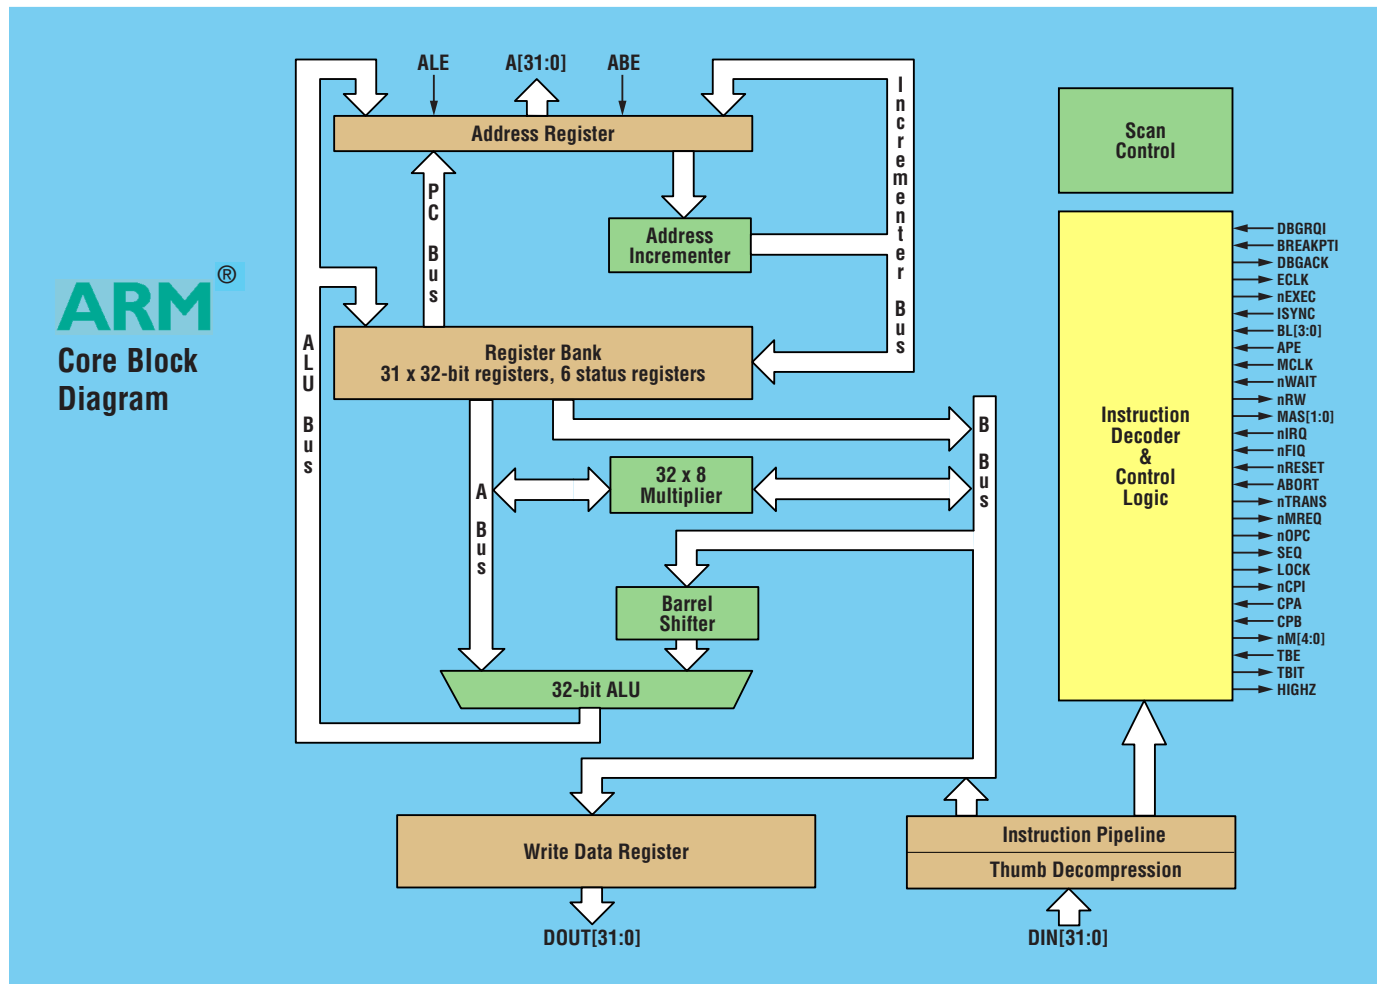 ARM®
Core Block
Diagram
ALE
A[31:0]
ABE
Address Register
Incrementer Bus
PC Bus
Address
Incrementer
ALU Bus
Register Bank
31 x 32-bit registers, 6 status registers
A Bus
B Bus
32 x 8
Multiplier
Barrel
Shifter
32-bit ALU
Write Data Register
DOUT[31:0]
Scan
Control
Instruction
Decoder
&
Control
Logic
DBGRQI
BREAKPTI
DBGACK
ECLK
nEXEC
ISYNC
BL[3:0]
APE
MCLK
nWAIT
nRW
MAS[1:0]
nIRQ
nFIQ
nRESET
ABORT
nTRANS
nMREQ
nOPC
SEQ
LOCK
nCPI
CPA
CPB
nM[4:0]
TBE
TBIT
HIGHZ
Instruction Pipeline
Thumb Decompression
DIN[31:0]